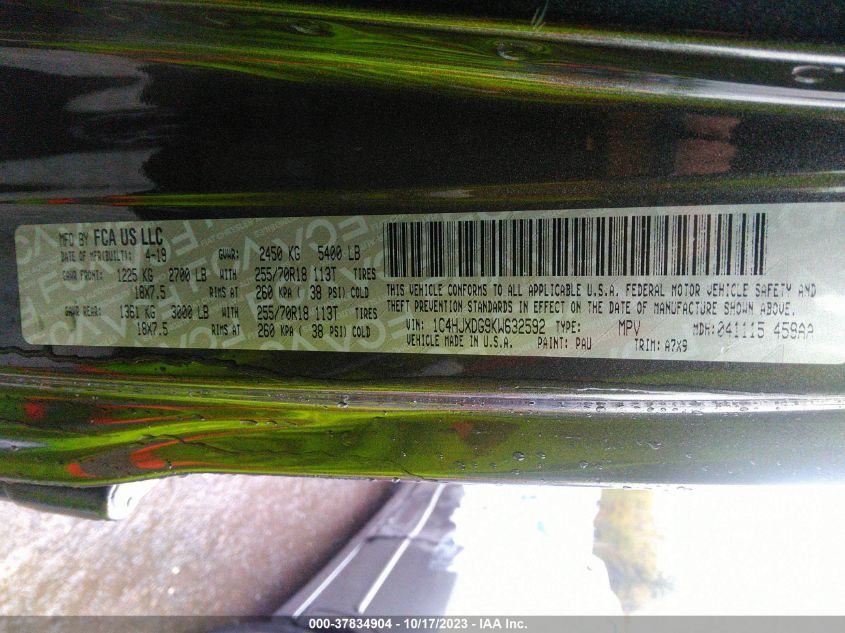 MFD BY FCA US LLC
DATE OF MFR(BUILT): 4-19 GVWR: 2450 KG 5400 LB
GAWR FRONT: 1225 KG 2700 LB WITH 255/70R18 113T TIRES
18X7.5 RIMS AT 260 KPA ( 38 PSI) COLD
GAWR REAR: 1361 KG 3000 LB WITH 255/70R18 113T TIRES
18X7.5 RIMS AT 260 KPA ( 38 PSI) COLD
THIS VEHICLE CONFORMS TO ALL APPLICABLE U.S.A. FEDERAL MOTOR VEHICLE SAFETY AND
THEFT PREVENTION STANDARDS IN EFFECT ON THE DATE OF MANUFACTURE SHOWN ABOVE.
VIN: 1C4HJXDG9KW632592 TYPE: MPV MDH:041115 459AA
VEHICLE MADE IN U.S.A. PAINT: PAU TRIM: A7X9
000-37834904 - 10/17/2023 - IAA Inc.